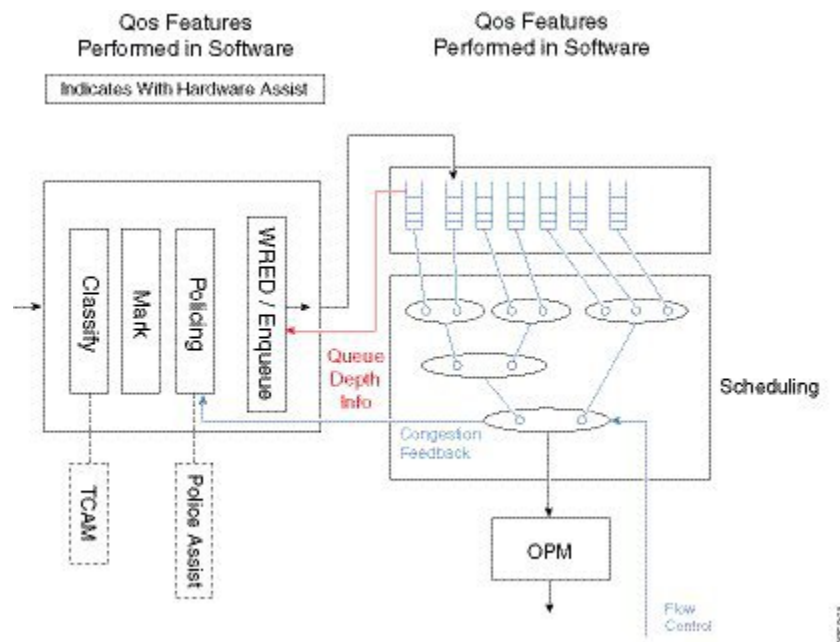 Qos Features
Performed in Software
Qos Features
Performed in Software
Indicates With Hardware Assist
Classify
Mark
Policing
WRED / Enqueue
Queue
Depth
Info
Congestion
Feedback
Scheduling
TCAM
Police Assist
OPM
Flow
Control